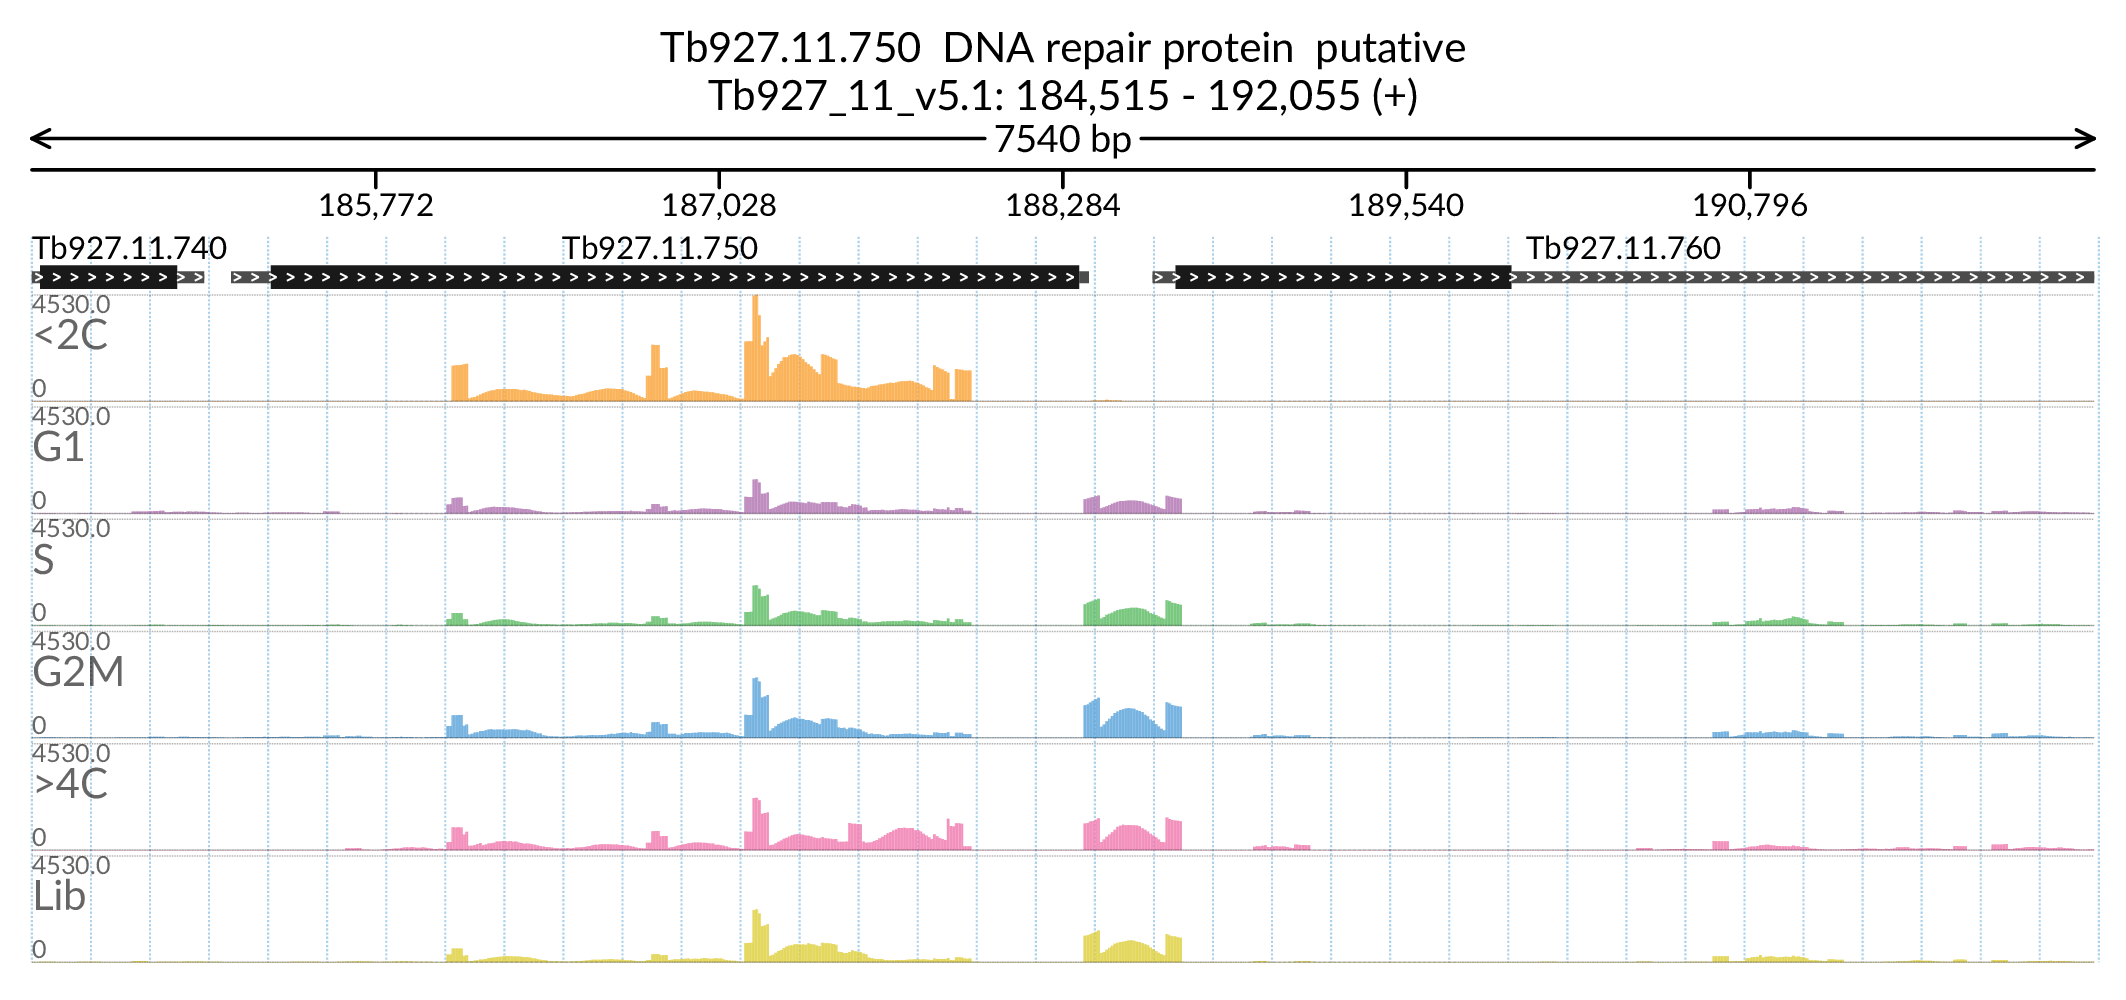 Tb927.11.750 DNA repair protein putative
Tb927_11_v5.1: 184,515 - 192,055 (+)
7540 bp
185,772 187,028 188,284 189,540 190,796
Tb927.11.740 Tb927.11.750 Tb927.11.760
4530.0
<2C
0
4530.0
G1
0
4530.0
S
0
4530.0
G2M
0
4530.0
>4C
0
4530.0
Lib
0